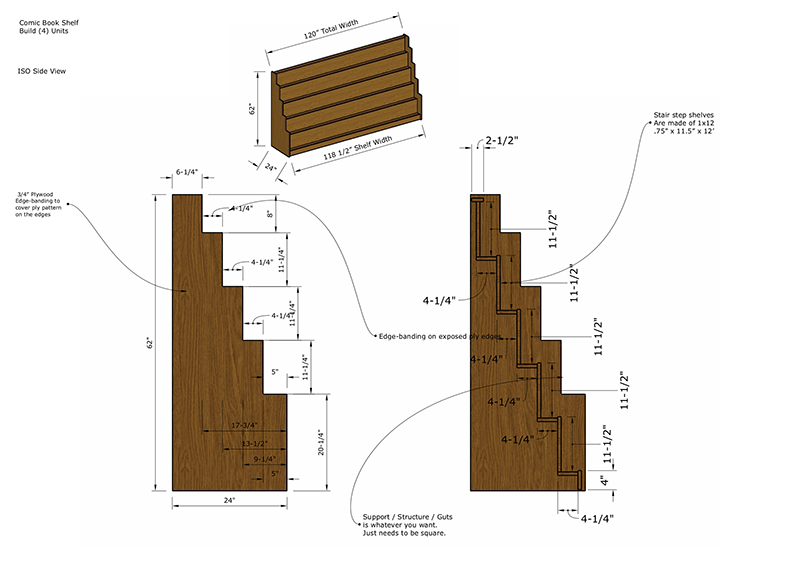 Comic Book Shelf
Build (4) Units
ISO Side View
120" Total Width
62"
24"
118 1/2" Shelf Width
Stair step shelves
Are made of 1x12
.75" x 11.5" x 12'
2-1/2"
6-1/4"
3/4" Plywood
Edge-banding to
cover ply pattern
on the edges
4-1/4"
8"
11-1/2"
4-1/4"
11-1/4"
11-1/2"
4-1/4"
4-1/4"
11-1/4"
Edge-banding on exposed ply edges
11-1/2"
62"
4-1/4"
5"
11-1/4"
4-1/4"
11-1/2"
17-3/4"
13-1/2"
9-1/4"
5"
20-1/4"
4-1/4"
11-1/2"
4"
24"
4-1/4"
Support / Structure / Guts
is whatever you want.
Just needs to be square.